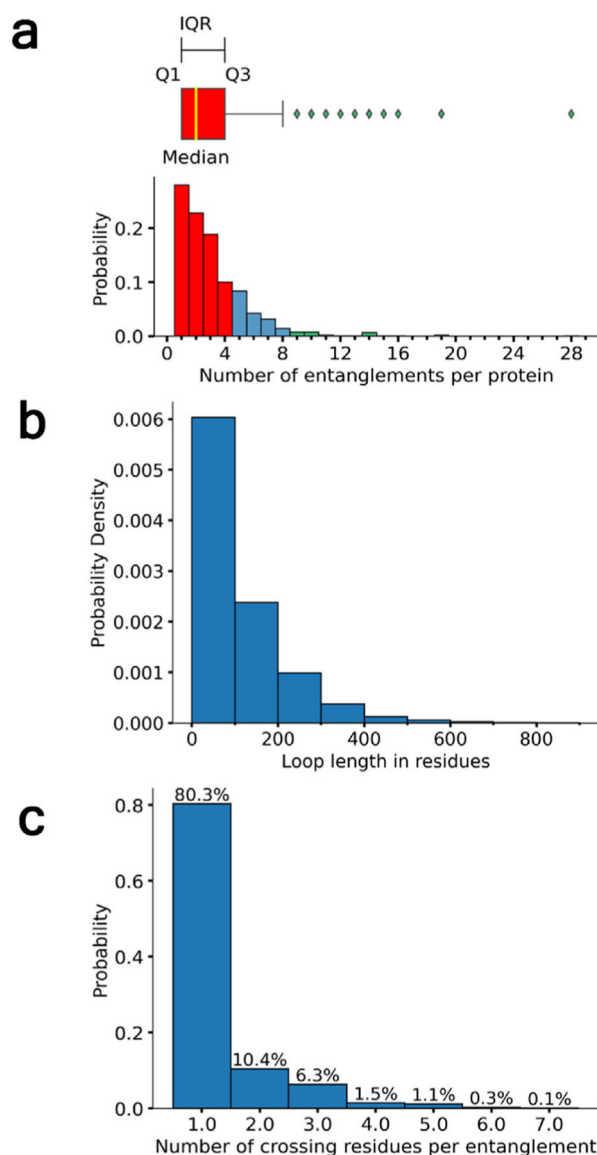 a
IQR
Q1 Q3
Median
Probability
0.2
0.1
0.0
0 4 8 12 16 20 24 28
Number of entanglements per protein
b
Probability Density
0.006
0.005
0.004
0.003
0.002
0.001
0.000
0 200 400 600 800
Loop length in residues
c
Probability
0.8
0.6
0.4
0.2
0.0
80.3%
10.4%
6.3%
1.5%
1.1%
0.3%
0.1%
1.0 2.0 3.0 4.0 5.0 6.0 7.0
Number of crossing residues per entanglement